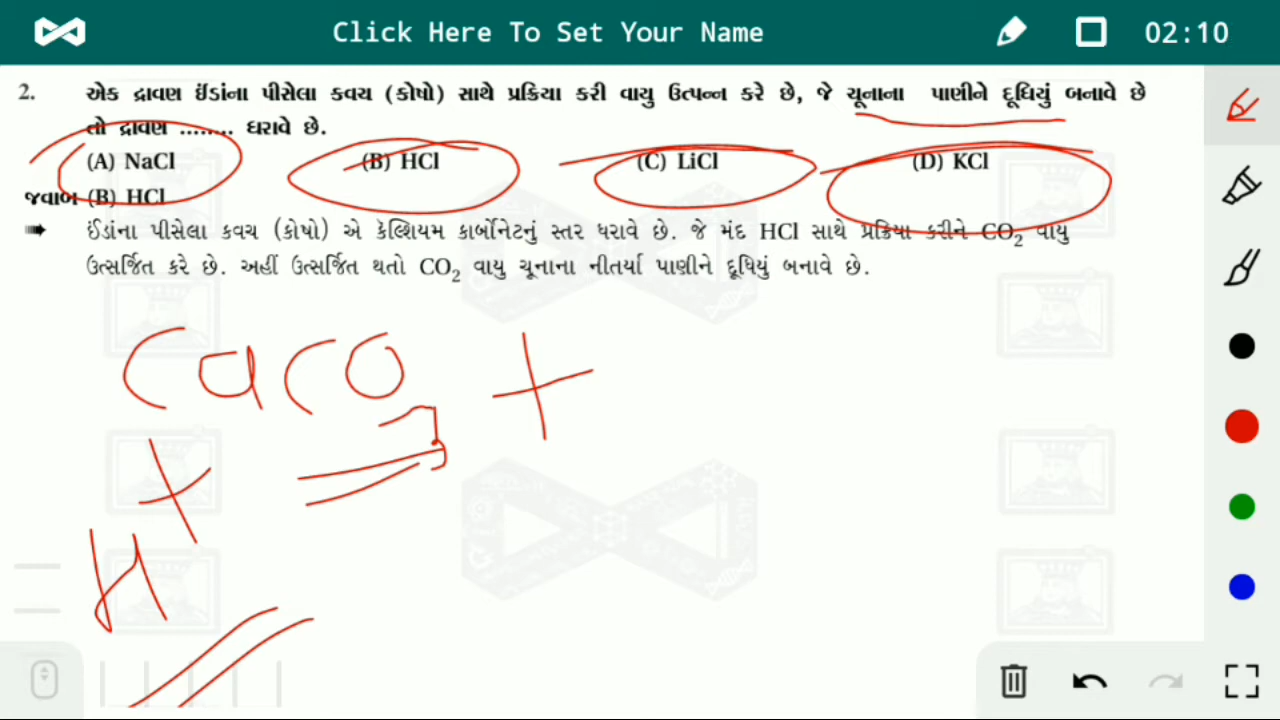 Click Here To Set Your Name
02:10
2. એક દ્રાવણ ઈંડાંના પીસેલા કવચ (કોષો) સાથે પ્રક્રિયા કરી વાયુ ઉત્પન્ન કરે છે, જે ચૂનાના પાણીને દૂધિયું બનાવે છે
તો દ્રાવણ ........ ધરાવે છે.
(A) NaCl (B) HCl (C) LiCl (D) KCl
જવાબ (B) HCl
➠ ઈંડાંના પીસેલા કવચ (કોષો) એ કૅલ્શિયમ કાર્બોનેટનું સ્તર ધરાવે છે. જે મંદ HCl સાથે પ્રક્રિયા કરીને CO₂ વાયુ
ઉત્સર્જિત કરે છે. અહીં ઉત્સર્જિત થતો CO₂ વાયુ ચૂનાના નીતર્યા પાણીને દૂધિયું બનાવે છે.
CaCO₃ +
+
H